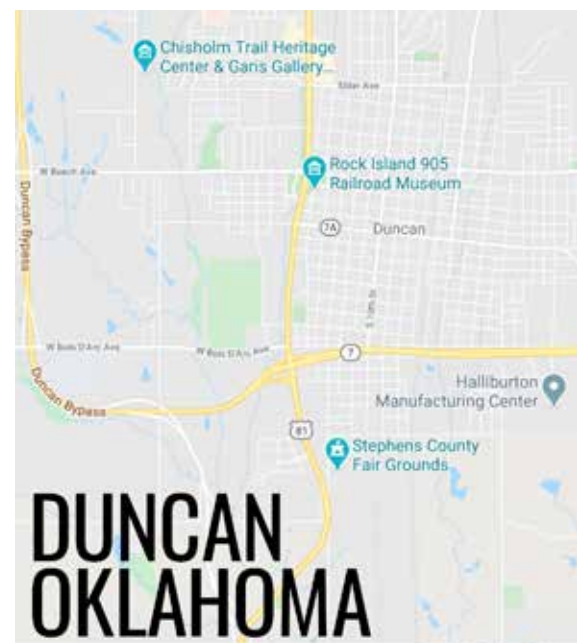 Chisholm Trail Heritage
Center & Garis Gallery...
Elder Ave
W Beech Ave
Rock Island 905
Railroad Museum
Duncan Bypass
7A
Duncan
S 10th St
W Bois D'Arc Ave
W Bois D'Arc Ave
7
Duncan Bypass
Halliburton
Manufacturing Center
81
Stephens County
Fair Grounds
DUNCAN
OKLAHOMA